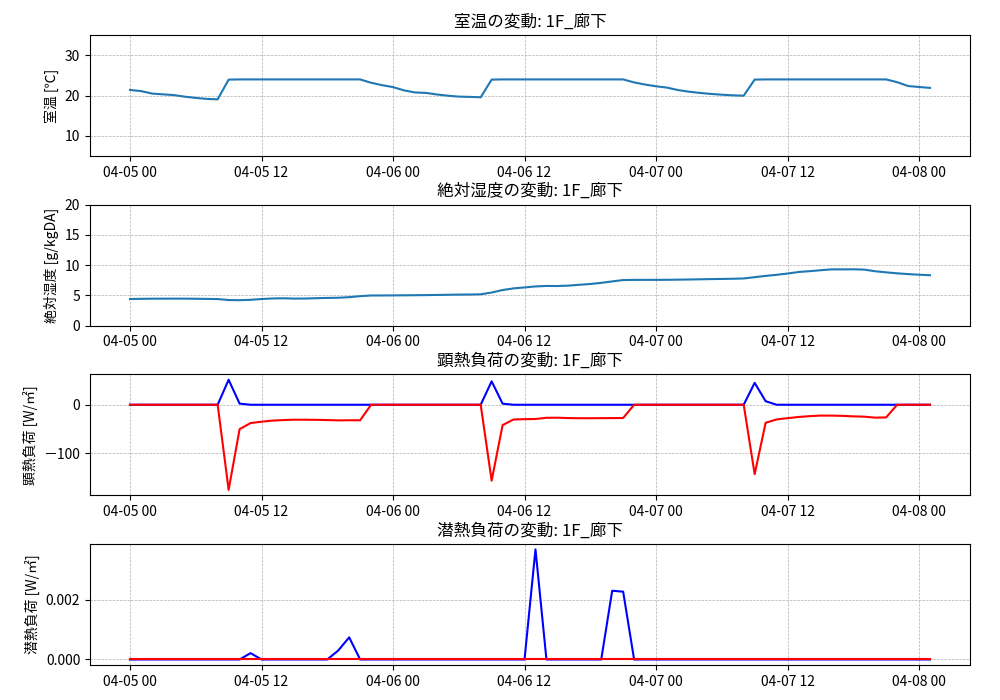 室温の変動: 1F_廊下
室温 [℃]
30
20
10
04-05 00 04-05 12 04-06 00 04-06 12 04-07 00 04-07 12 04-08 00
絶対湿度の変動: 1F_廊下
絶対湿度 [g/kgDA]
20
15
10
5
0
04-05 00 04-05 12 04-06 00 04-06 12 04-07 00 04-07 12 04-08 00
顕熱負荷の変動: 1F_廊下
顕熱負荷 [W/㎡]
0
−100
04-05 00 04-05 12 04-06 00 04-06 12 04-07 00 04-07 12 04-08 00
潜熱負荷の変動: 1F_廊下
潜熱負荷 [W/㎡]
0.002
0.000
04-05 00 04-05 12 04-06 00 04-06 12 04-07 00 04-07 12 04-08 00